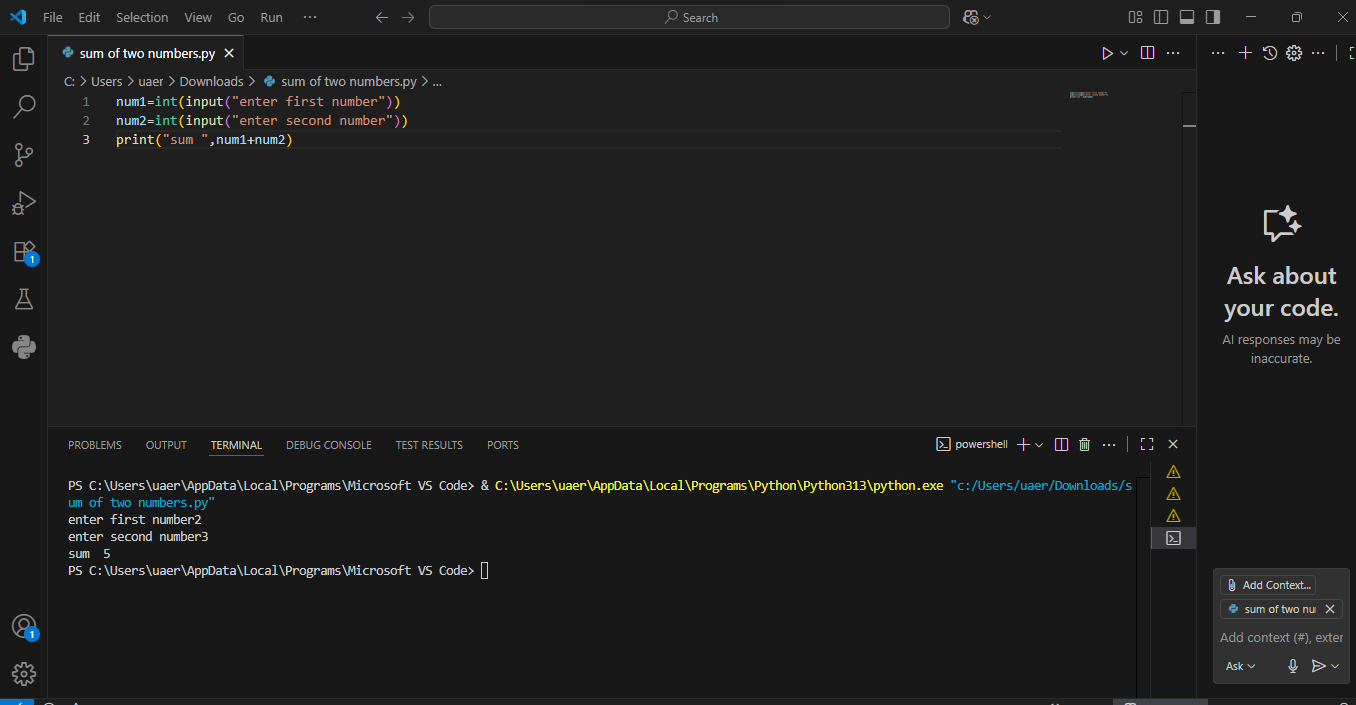 File Edit Selection View Go Run ···
Search
sum of two numbers.py
C: > Users > uaer > Downloads > sum of two numbers.py > ...
1 num1=int(input("enter first number"))
2 num2=int(input("enter second number"))
3 print("sum ",num1+num2)
1
Ask about
your code.
AI responses may be
inaccurate.
PROBLEMS OUTPUT TERMINAL DEBUG CONSOLE TEST RESULTS PORTS
powershell
PS C:\Users\uaer\AppData\Local\Programs\Microsoft VS Code> & C:\Users\uaer\AppData\Local\Programs\Python\Python313\python.exe "c:/Users/uaer/Downloads/s
um of two numbers.py"
enter first number2
enter second number3
sum  5
PS C:\Users\uaer\AppData\Local\Programs\Microsoft VS Code>
Add Context...
sum of two nu
Add context (#), exter
Ask
1